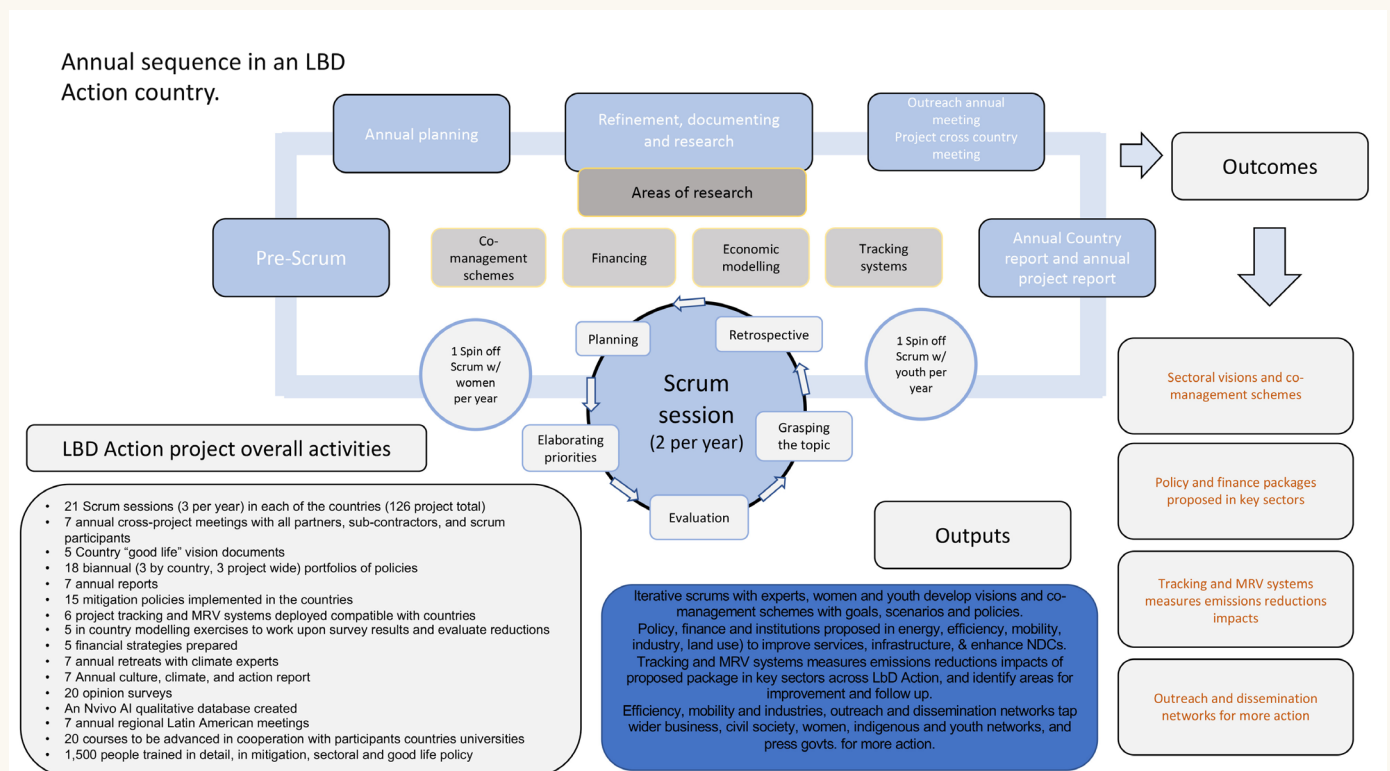 Annual sequence in an LBD
Action country.
Annual planning
Refinement, documenting
and research
Outreach annual
meeting
Project cross country
meeting
Outcomes
Areas of research
Pre-Scrum
Co-
management
schemes
Financing
Economic
modelling
Tracking
systems
Annual Country
report and annual
project report
1 Spin off
Scrum w/
women
per year
Planning
Retrospective
1 Spin off
Scrum w/
youth per
year
Scrum
session
(2 per year)
Elaborating
priorities
Grasping
the topic
Evaluation
Sectoral visions and co-
management schemes
Policy and finance packages
proposed in key sectors
Tracking and MRV systems
measures emissions reductions
impacts
Outreach and dissemination
networks for more action
LBD Action project overall activities
• 21 Scrum sessions (3 per year) in each of the countries (126 project total)
• 7 annual cross-project meetings with all partners, sub-contractors, and scrum
participants
• 5 Country “good life” vision documents
• 18 biannual (3 by country, 3 project wide) portfolios of policies
• 7 annual reports
• 15 mitigation policies implemented in the countries
• 6 project tracking and MRV systems deployed compatible with countries
• 5 in country modelling exercises to work upon survey results and evaluate reductions
• 5 financial strategies prepared
• 7 annual retreats with climate experts
• 7 Annual culture, climate, and action report
• 20 opinion surveys
• An Nvivo AI qualitative database created
• 7 annual regional Latin American meetings
• 20 courses to be advanced in cooperation with participants countries universities
• 1,500 people trained in detail, in mitigation, sectoral and good life policy
Outputs
Iterative scrums with experts, women and youth develop visions and co-
management schemes with goals, scenarios and policies.
Policy, finance and institutions proposed in energy, efficiency, mobility,
industry, land use) to improve services, infrastructure, & enhance NDCs.
Tracking and MRV systems measures emissions reductions impacts of
proposed package in key sectors across LbD Action, and identify areas for
improvement and follow up.
Efficiency, mobility and industries, outreach and dissemination networks tap
wider business, civil society, women, indigenous and youth networks, and
press govts. for more action.